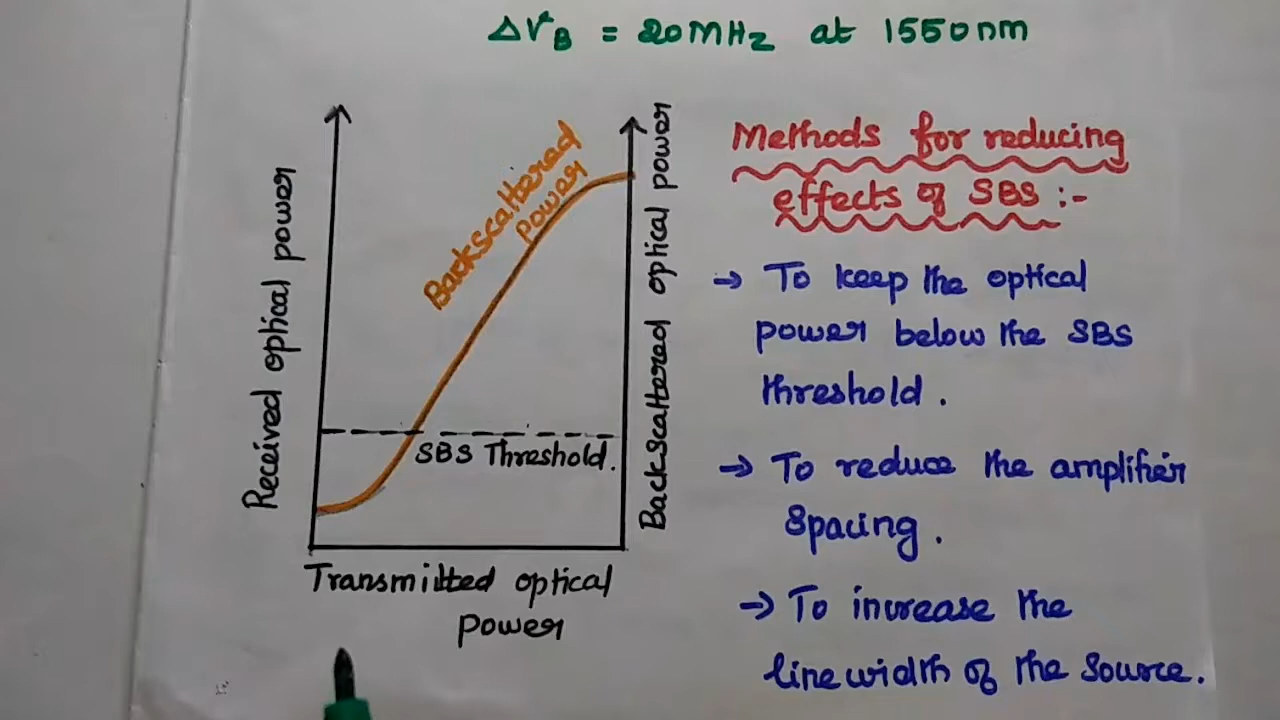 ΔVB = 20MHz at 1550nm
Received optical power
Backscattered
power
Backscattered optical power
SBS Threshold.
Transmitted optical
power
Methods for reducing
effects of SBS :-
→ To keep the optical
power below the SBS
threshold.
→ To reduce the amplifier
spacing.
→ To increase the
linewidth of the source.